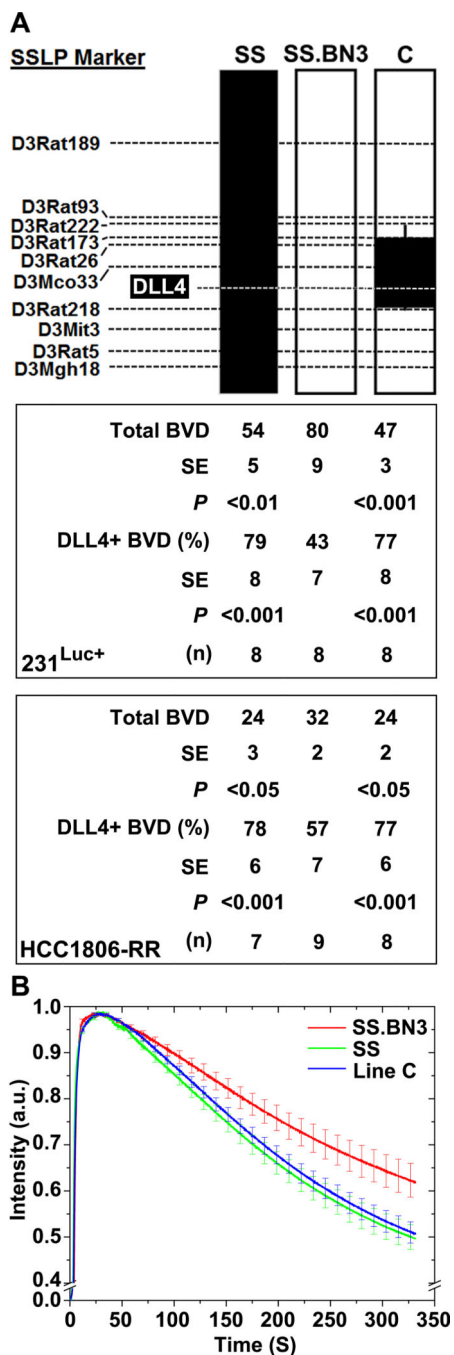 A
SSLP Marker SS SS.BN3 C
D3Rat189
D3Rat93
D3Rat222
D3Rat173
D3Rat26
D3Mco33
DLL4
D3Rat218
D3Mit3
D3Rat5
D3Mgh18
Total BVD 54 80 47
SE 5 9 3
P <0.01 <0.001
DLL4+ BVD (%) 79 43 77
SE 8 7 8
P <0.001 <0.001
231Luc+ (n) 8 8 8
Total BVD 24 32 24
SE 3 2 2
P <0.05 <0.05
DLL4+ BVD (%) 78 57 77
SE 6 7 6
P <0.001 <0.001
HCC1806-RR (n) 7 9 8
B
1.0
0.9
0.8
0.7
0.6
0.5
0.4
0.0
Intensity (a.u.)
SS.BN3
SS
Line C
0 50 100 150 200 250 300 350
Time (S)